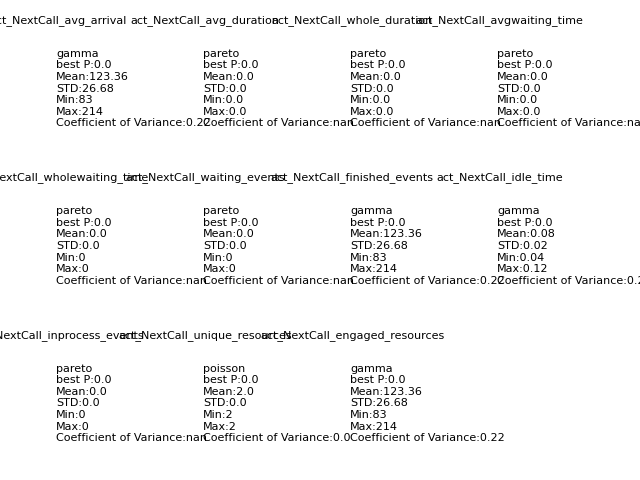 ct_NextCall_avg_arrival
gamma
best P:0.0
Mean:123.36
STD:26.68
Min:83
Max:214
Coefficient of Variance:0.22
act_NextCall_avg_duration
pareto
best P:0.0
Mean:0.0
STD:0.0
Min:0.0
Max:0.0
Coefficient of Variance:nan
act_NextCall_whole_duration
pareto
best P:0.0
Mean:0.0
STD:0.0
Min:0.0
Max:0.0
Coefficient of Variance:nan
act_NextCall_avgwaiting_time
pareto
best P:0.0
Mean:0.0
STD:0.0
Min:0.0
Max:0.0
Coefficient of Variance:na
extCall_wholewaiting_time
pareto
best P:0.0
Mean:0.0
STD:0.0
Min:0
Max:0
Coefficient of Variance:nan
act_NextCall_waiting_events
pareto
best P:0.0
Mean:0.0
STD:0.0
Min:0
Max:0
Coefficient of Variance:nan
act_NextCall_finished_events
gamma
best P:0.0
Mean:123.36
STD:26.68
Min:83
Max:214
Coefficient of Variance:0.22
act_NextCall_idle_time
gamma
best P:0.0
Mean:0.08
STD:0.02
Min:0.04
Max:0.12
Coefficient of Variance:0.2
NextCall_inprocess_events
pareto
best P:0.0
Mean:0.0
STD:0.0
Min:0
Max:0
Coefficient of Variance:nan
act_NextCall_unique_resources
poisson
best P:0.0
Mean:2.0
STD:0.0
Min:2
Max:2
Coefficient of Variance:0.0
act_NextCall_engaged_resources
gamma
best P:0.0
Mean:123.36
STD:26.68
Min:83
Max:214
Coefficient of Variance:0.22